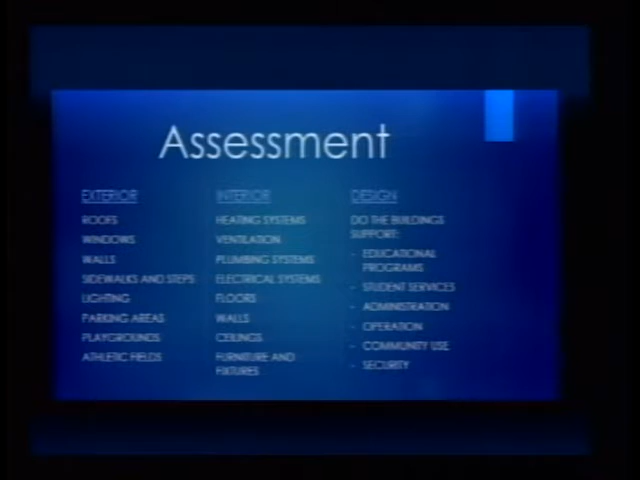 Assessment
EXTERIOR
ROOFS
WINDOWS
WALLS
SIDEWALKS AND STEPS
LIGHTING
PARKING AREAS
PLAYGROUNDS
ATHLETIC FIELDS
INTERIOR
HEATING SYSTEMS
VENTILATION
PLUMBING SYSTEMS
ELECTRICAL SYSTEMS
FLOORS
WALLS
CEILINGS
FURNITURE AND
FIXTURES
DESIGN
DO THE BUILDINGS
SUPPORT:
- EDUCATIONAL
PROGRAMS
- STUDENT SERVICES
- ADMINISTRATION
- OPERATION
- COMMUNITY USE
- SECURITY